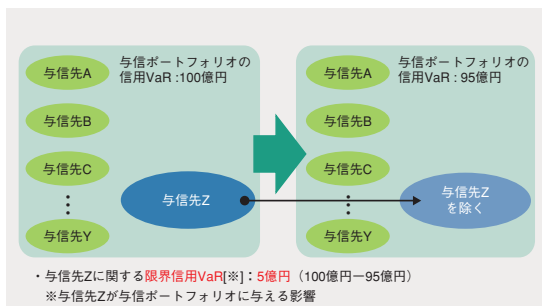 与信ポートフォリオの
信用VaR :100億円
与信先A
与信先B
与信先C
⋮
与信先Y
与信先Z
与信ポートフォリオの
信用VaR : 95億円
与信先A
与信先B
与信先C
⋮
与信先Y
与信先Z
を除く
・与信先Zに関する限界信用VaR[※]：5億円（100億円ー95億円）
※与信先Zが与信ポートフォリオに与える影響